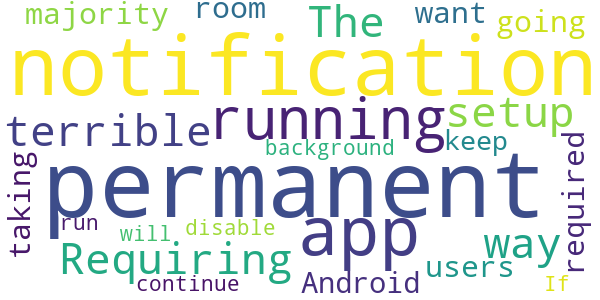 majority room The want going
notification
terrible running setup
background keep
permanent
taking required
run will disable app way
Requiring users
continue Android If